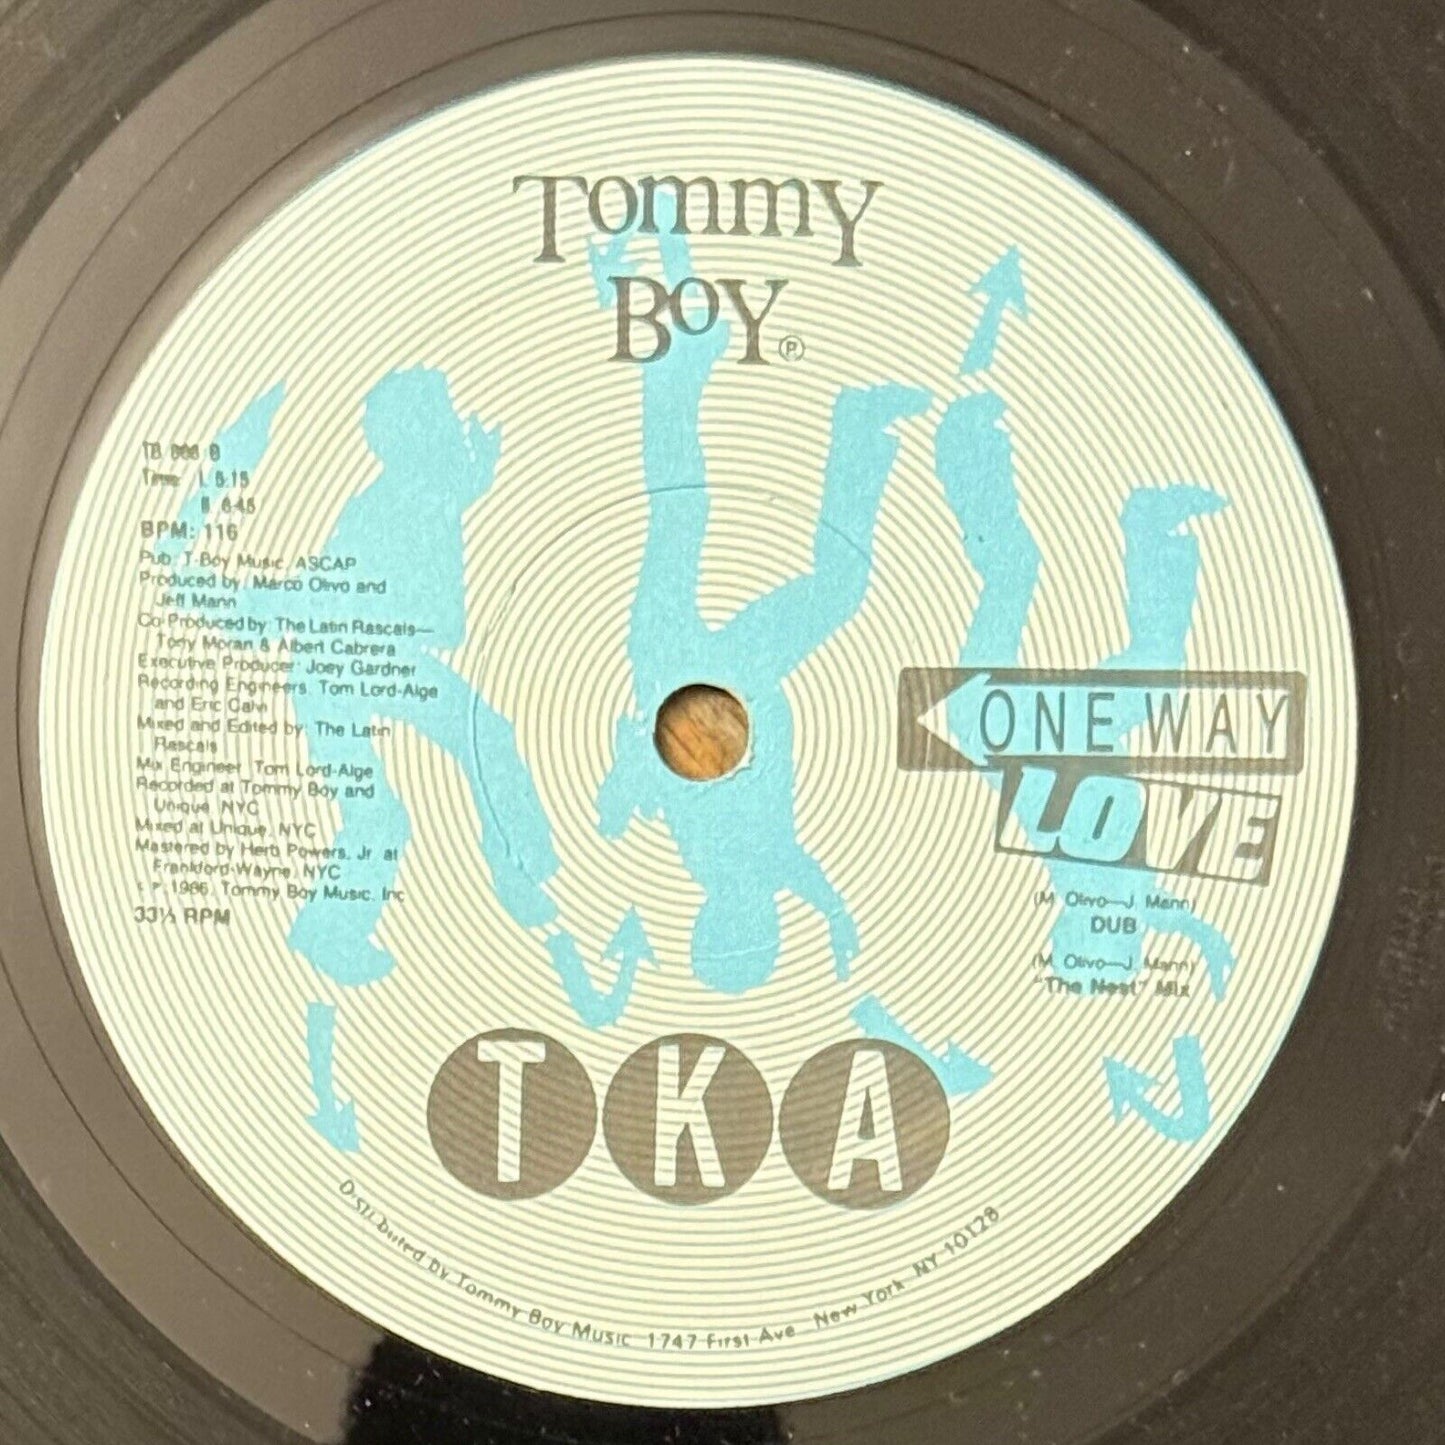 Tommy
Boy ℗
TB 866 B
Time: I. 5:15
II. 6:45
BPM: 116
Pub: T-Boy Music, ASCAP
Produced by: Marco Olivo and
Jeff Mann
Co-Produced by: The Latin Rascals—
Tony Moran & Albert Cabrera
Executive Producer: Joey Gardner
Recording Engineers: Tom Lord-Alge
and Eric Calvi
Mixed and Edited by: The Latin
Rascals
Mix Engineer: Tom Lord-Alge
Recorded at Tommy Boy and
Unique, NYC
Mixed at Unique, NYC
Mastered by Herb Powers, Jr. at
Frankford-Wayne, NYC
© ℗ 1986, Tommy Boy Music, Inc.
33⅓ RPM
ONE WAY
LOVE
(M. Olivo—J. Mann)
DUB
(M. Olivo—J. Mann)
"The Nest" Mix
TKA
Distributed by Tommy Boy Music 1747 First Ave New York NY 10128